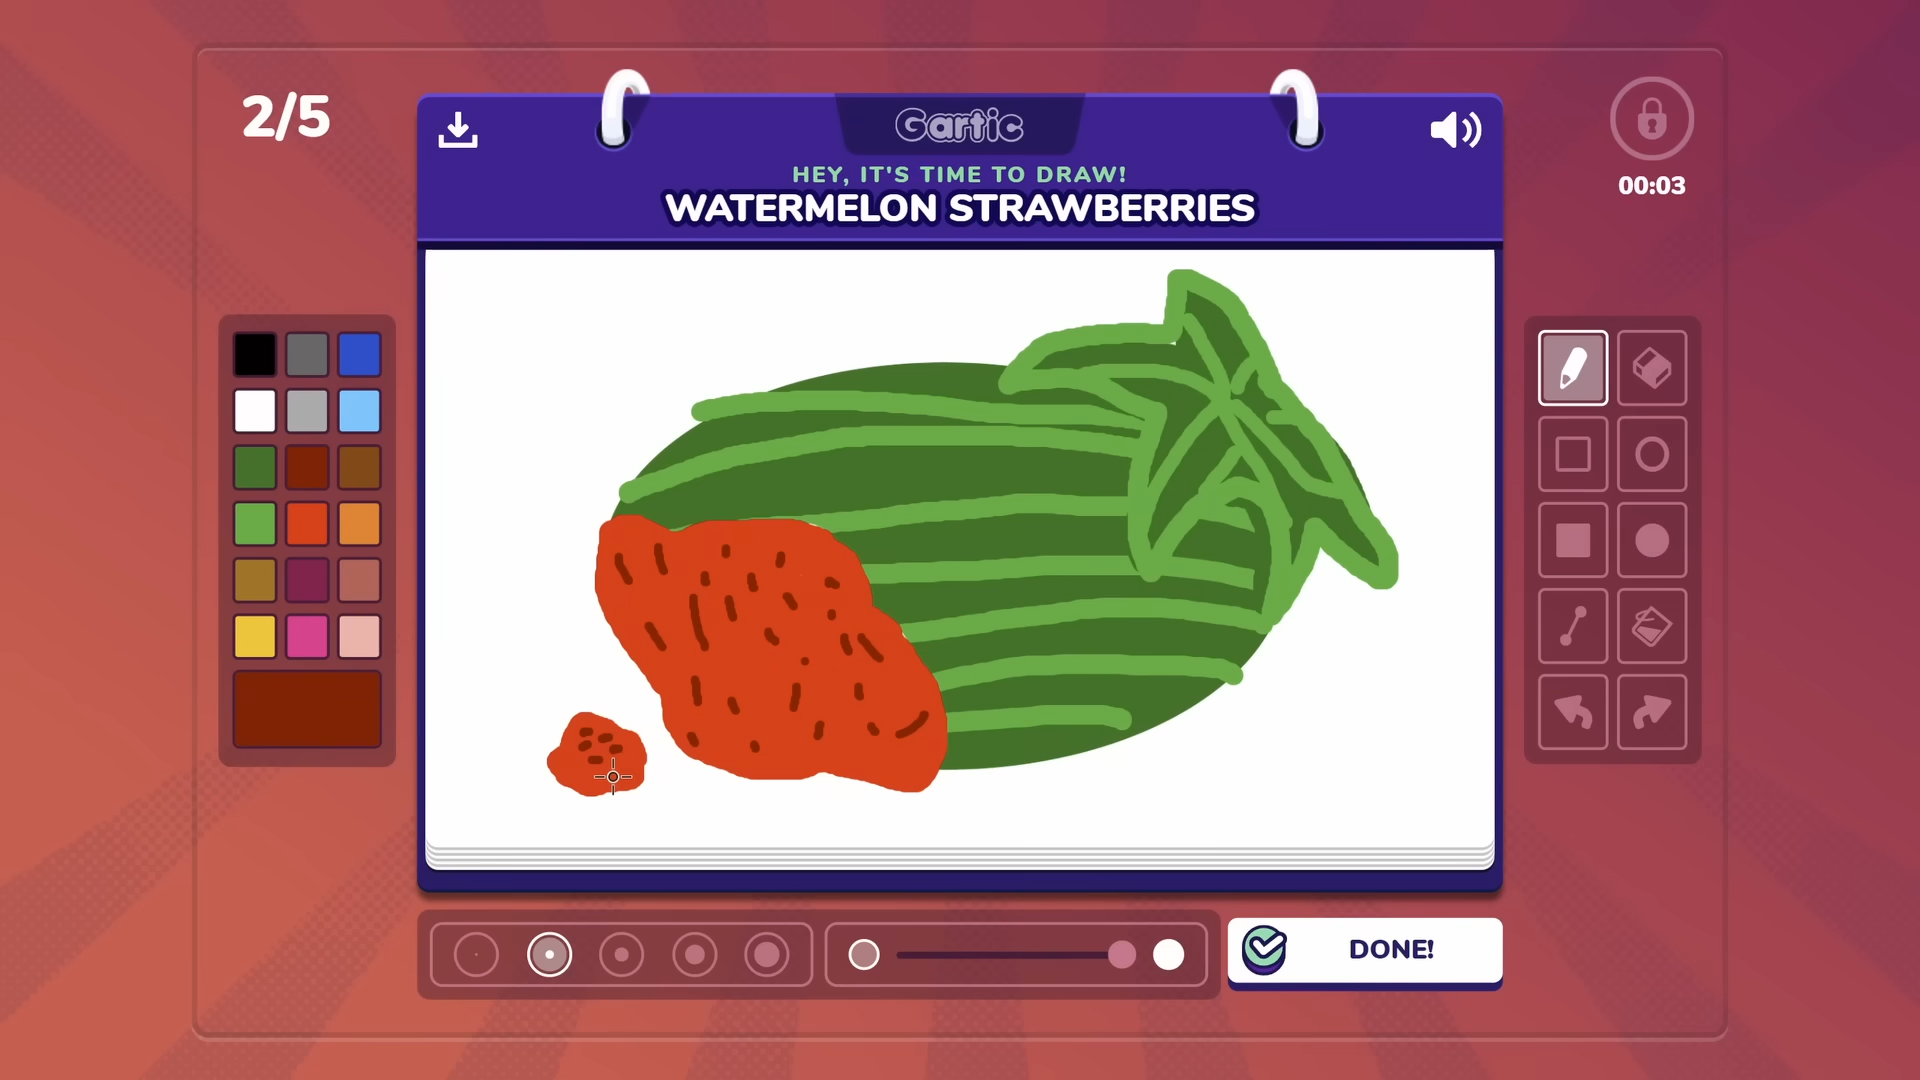 2/5
Gartic
HEY, IT'S TIME TO DRAW!
WATERMELON STRAWBERRIES
00:03
DONE!